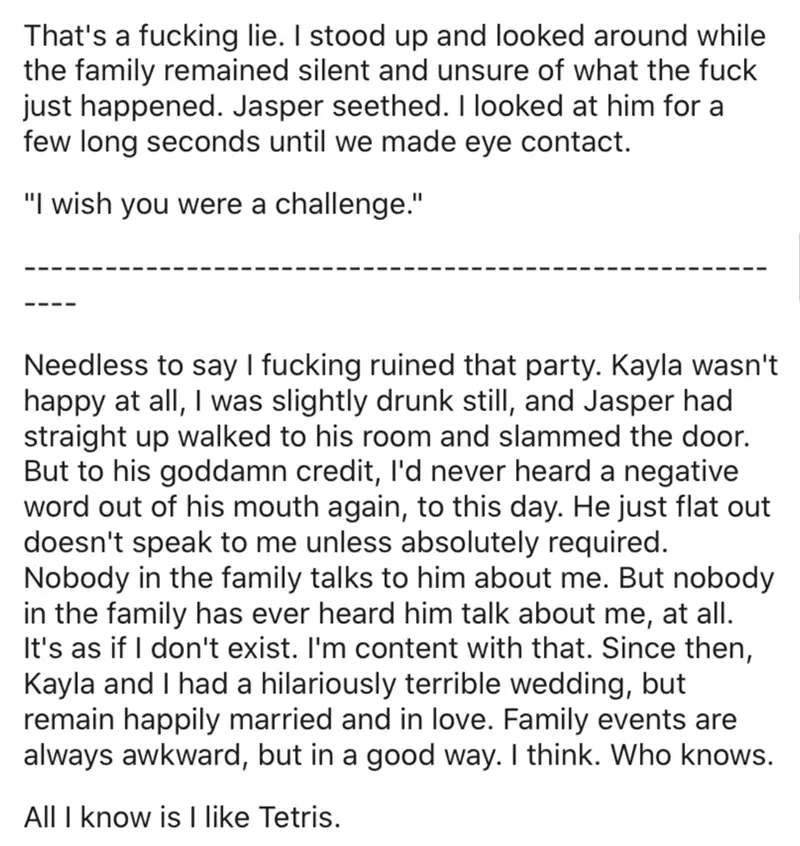 That's a fucking lie. I stood up and looked around while
the family remained silent and unsure of what the fuck
just happened. Jasper seethed. I looked at him for a
few long seconds until we made eye contact.
"I wish you were a challenge."
-------------------------------------------------------
----
Needless to say I fucking ruined that party. Kayla wasn't
happy at all, I was slightly drunk still, and Jasper had
straight up walked to his room and slammed the door.
But to his goddamn credit, I'd never heard a negative
word out of his mouth again, to this day. He just flat out
doesn't speak to me unless absolutely required.
Nobody in the family talks to him about me. But nobody
in the family has ever heard him talk about me, at all.
It's as if I don't exist. I'm content with that. Since then,
Kayla and I had a hilariously terrible wedding, but
remain happily married and in love. Family events are
always awkward, but in a good way. I think. Who knows.
All I know is I like Tetris.